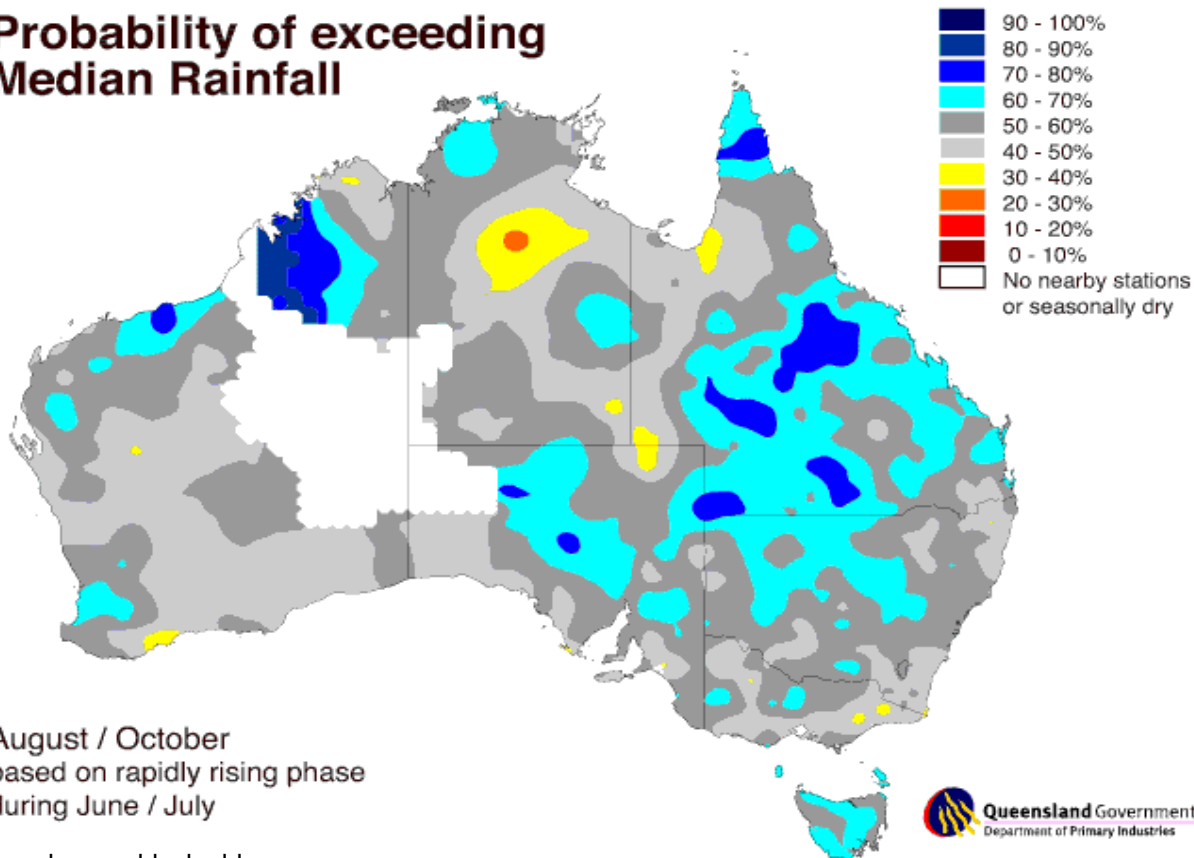 Probability of exceeding
Median Rainfall
90 - 100%
80 - 90%
70 - 80%
60 - 70%
50 - 60%
40 - 50%
30 - 40%
20 - 30%
10 - 20%
0 - 10%
No nearby stations
or seasonally dry
August / October
based on rapidly rising phase
during June / July
Queensland Government
Department of Primary Industries